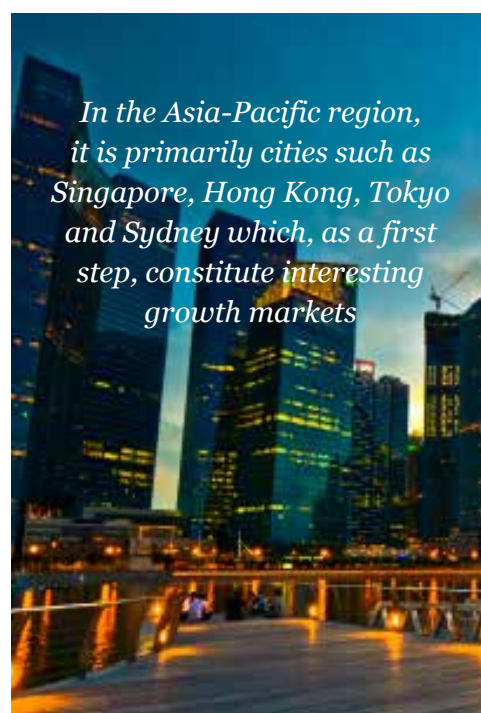 In the Asia-Pacific region,
it is primarily cities such as
Singapore, Hong Kong, Tokyo
and Sydney which, as a first
step, constitute interesting
growth markets